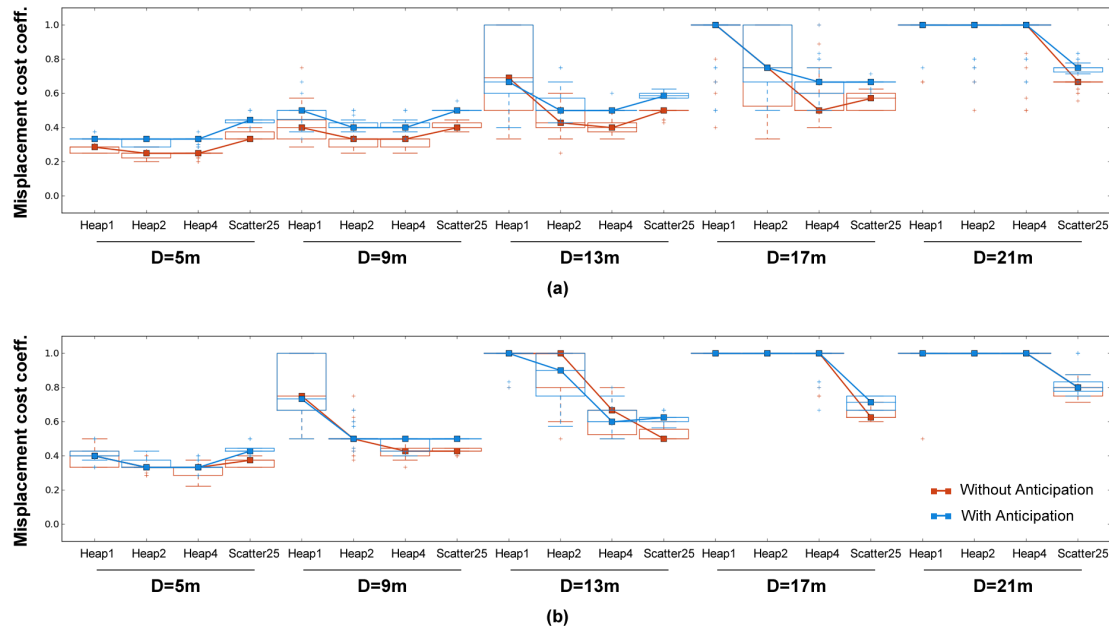 Misplacement cost coeff.
1.0
0.8
0.6
0.4
0.2
0.0
Heap1 Heap2 Heap4 Scatter25 Heap1 Heap2 Heap4 Scatter25 Heap1 Heap2 Heap4 Scatter25 Heap1 Heap2 Heap4 Scatter25 Heap1 Heap2 Heap4 Scatter25
D=5m D=9m D=13m D=17m D=21m
(a)
Misplacement cost coeff.
1.0
0.8
0.6
0.4
0.2
0.0
Without Anticipation
With Anticipation
Heap1 Heap2 Heap4 Scatter25 Heap1 Heap2 Heap4 Scatter25 Heap1 Heap2 Heap4 Scatter25 Heap1 Heap2 Heap4 Scatter25 Heap1 Heap2 Heap4 Scatter25
D=5m D=9m D=13m D=17m D=21m
(b)